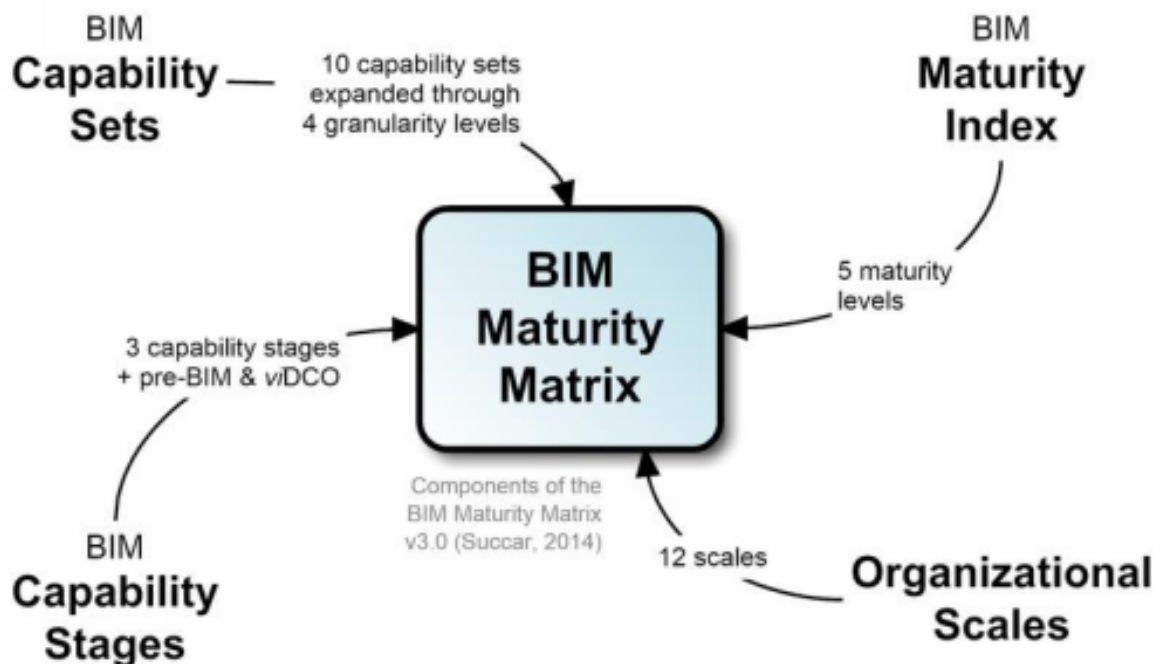 BIM
Capability
Sets
10 capability sets
expanded through
4 granularity levels
BIM
Maturity
Index
5 maturity
levels
BIM
Maturity
Matrix
3 capability stages
+ pre-BIM & viDCO
BIM
Capability
Stages
Components of the
BIM Maturity Matrix
v3.0 (Succar, 2014)
12 scales
Organizational
Scales